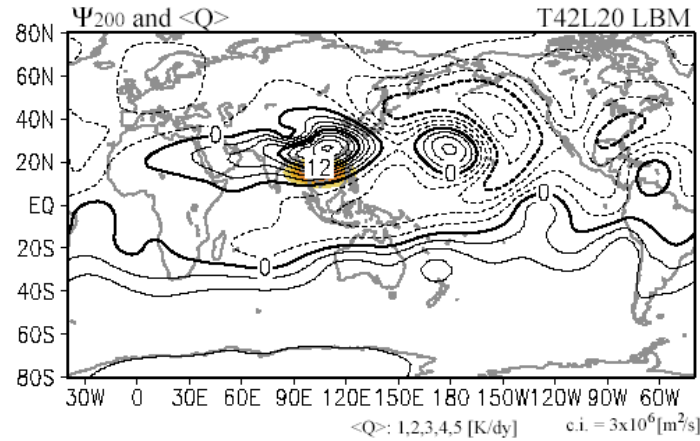 Ψ200 and <Q> T42L20 LBM
80N
60N
40N
0
20N
12
0
EQ
0
20S
0
40S
60S
80S
30W 0 30E 60E 90E 120E 150E 180 150W 120W 90W 60W
<Q>: 1,2,3,4,5 [K/dy] c.i. = 3x10⁶[m²/s]